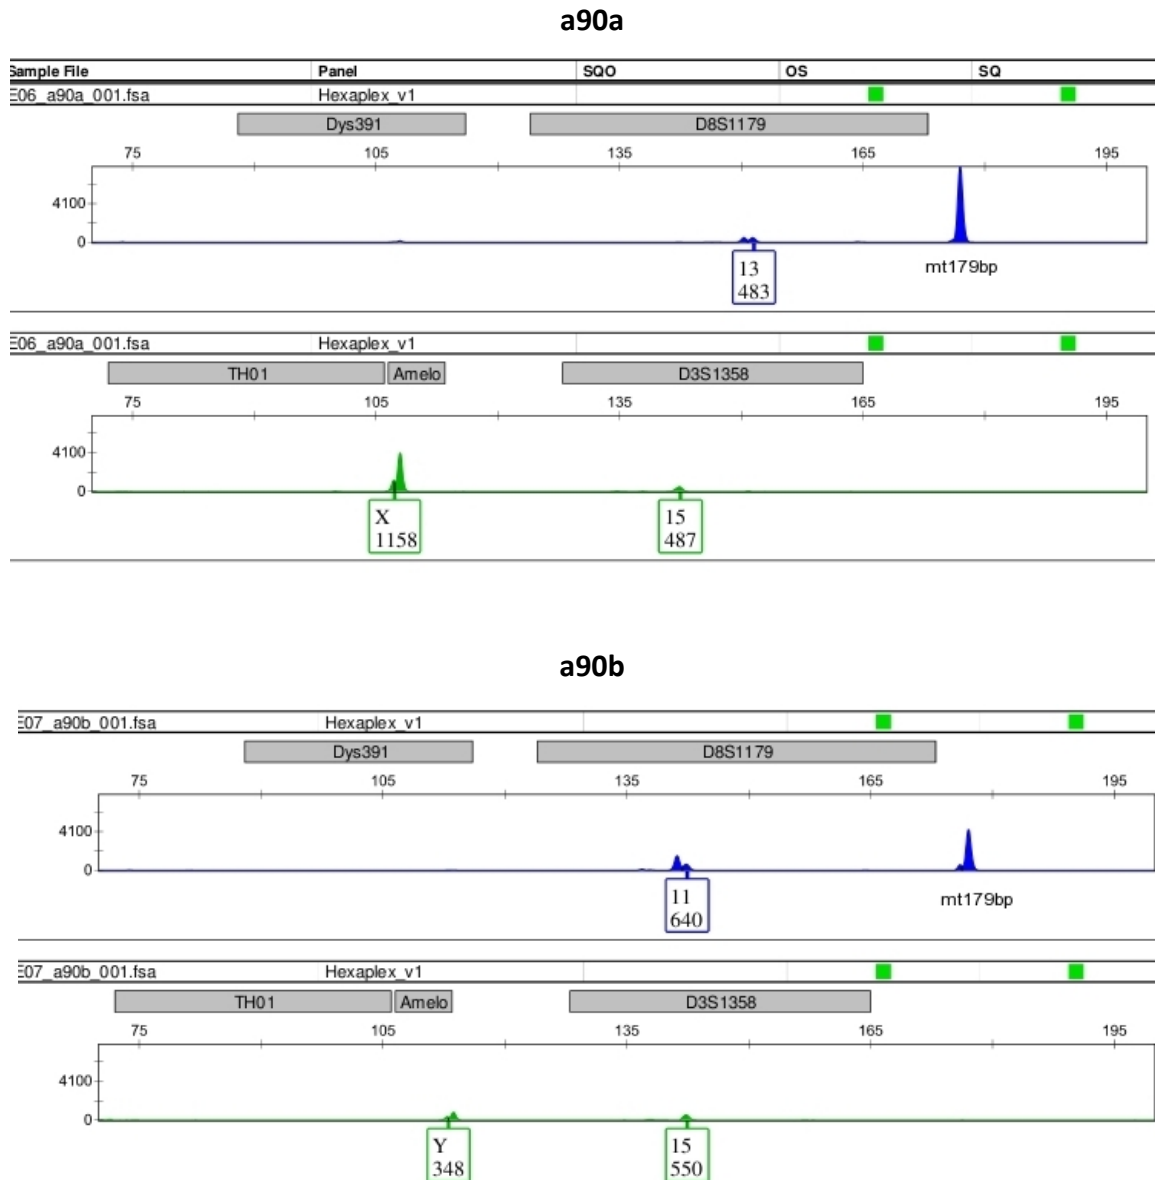 a90a
Sample File Panel SQO OS SQ
E06_a90a_001.fsa Hexaplex_v1
Dys391 D8S1179
75 105 135 165 195
4100
0
13
483
mt179bp
E06_a90a_001.fsa Hexaplex_v1
TH01 Amelo D3S1358
75 105 135 165 195
4100
0
X 15
1158 487
a90b
E07_a90b_001.fsa Hexaplex_v1
Dys391 D8S1179
75 105 135 165 195
4100
0
11
640
mt179bp
E07_a90b_001.fsa Hexaplex_v1
TH01 Amelo D3S1358
75 105 135 165 195
4100
0
Y 15
348 550